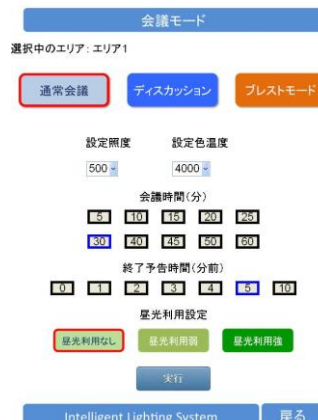 会議モード
選択中のエリア: エリア1
通常会議 ディスカッション ブレストモード
設定照度 設定色温度
500 4000
会議時間(分)
5 10 15 20 25
30 40 45 50 60
終了予告時間(分前)
0 1 2 3 4 5 10
昼光利用設定
昼光利用なし 昼光利用弱 昼光利用強
実行
Intelligent Lighting System 戻る